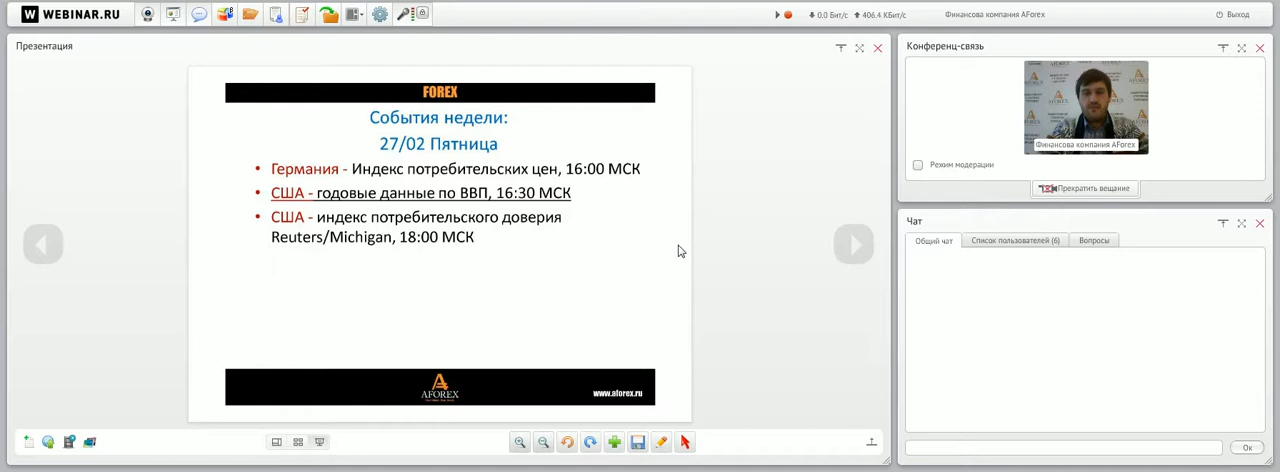 WEBINAR.RU
0.0 Бит/с
406.4 КБит/с
Финансова компания AForex
Выход
Презентация
FOREX
События недели:
27/02 Пятница
• Германия - Индекс потребительских цен, 16:00 МСК
• США - годовые данные по ВВП, 16:30 МСК
• США - индекс потребительского доверия
Reuters/Michigan, 18:00 МСК
AFOREX
www.aforex.ru
Конференц-связь
Финансова компания AForex
Режим модерации
Прекратить вещание
Чат
Общий чат
Список пользователей (6)
Вопросы
Ок